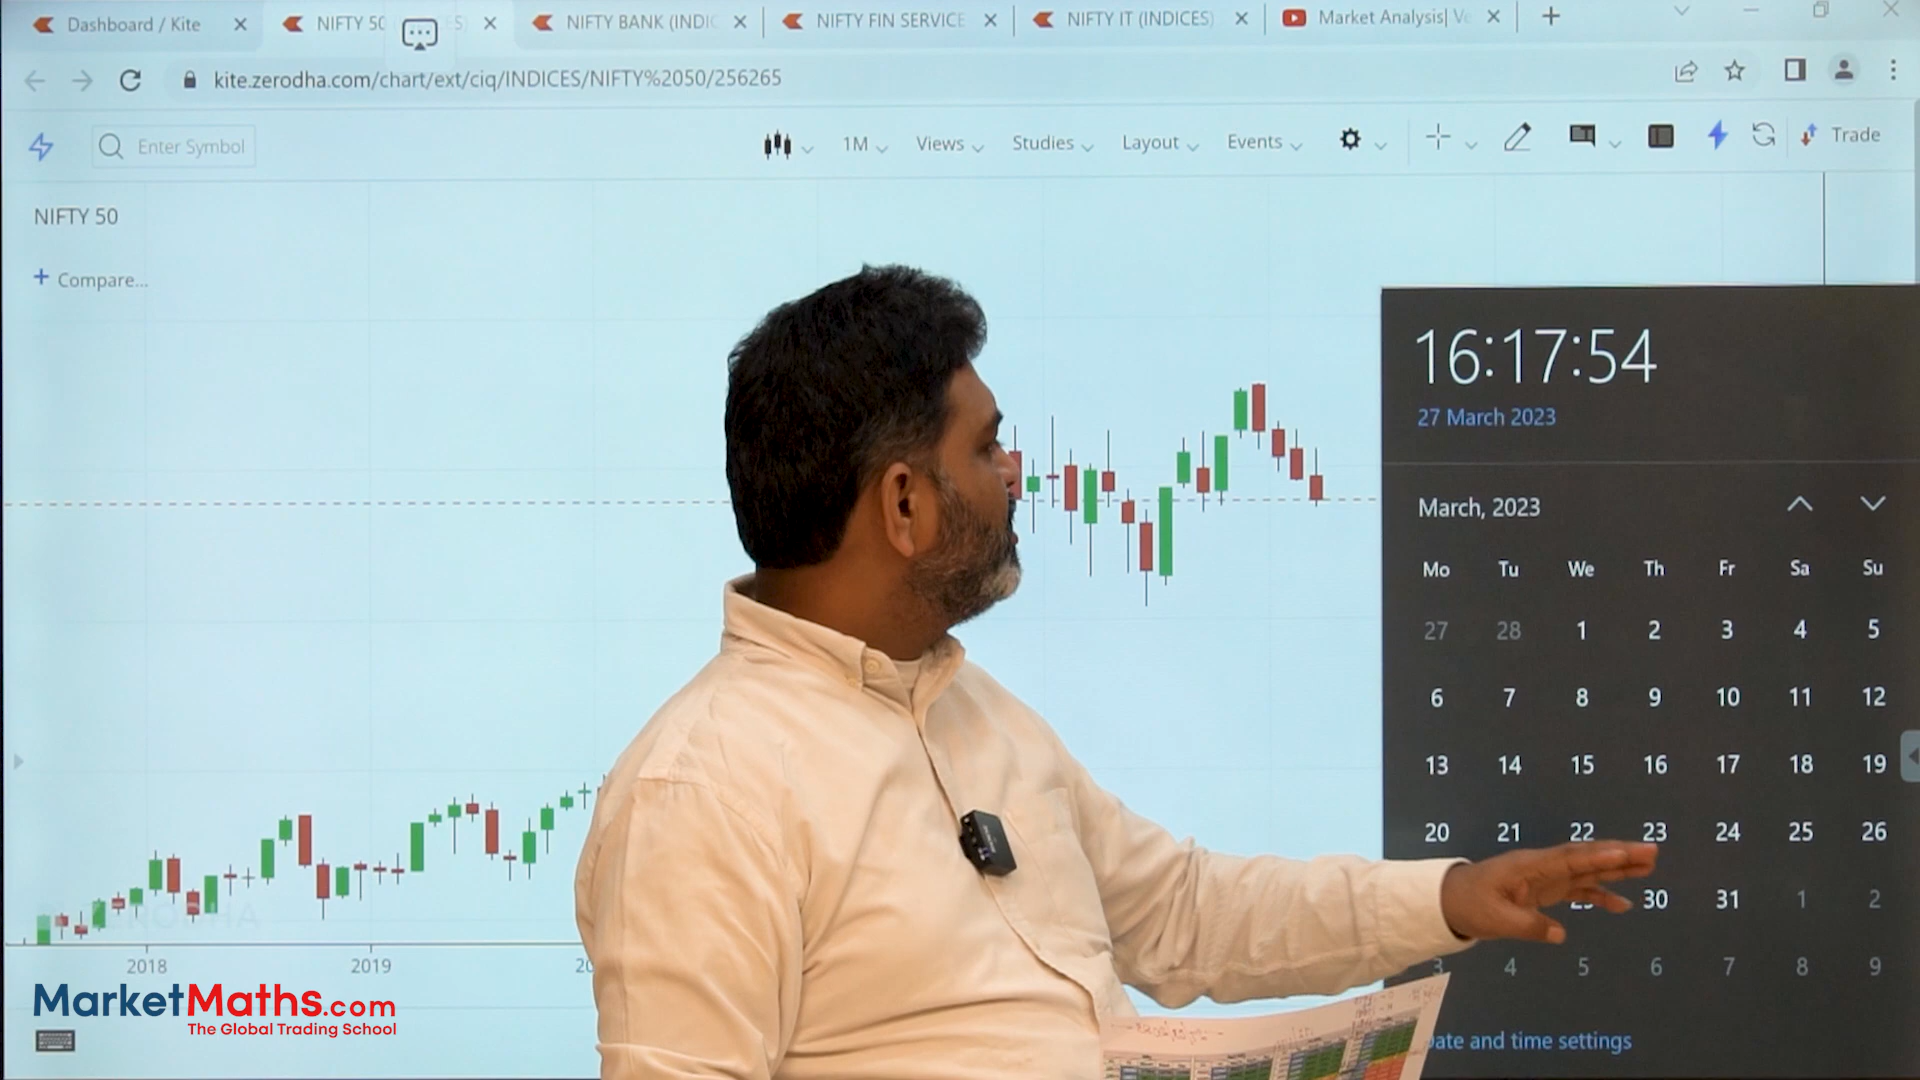 Dashboard / Kite
NIFTY 50
NIFTY BANK (INDIC
NIFTY FIN SERVICE
NIFTY IT (INDICES)
Market Analysis| Ve
kite.zerodha.com/chart/ext/ciq/INDICES/NIFTY%2050/256265
Enter Symbol
1M
Views
Studies
Layout
Events
Trade
NIFTY 50
+ Compare...
16:17:54
27 March 2023
March, 2023
Mo Tu We Th Fr Sa Su
27 28 1 2 3 4 5
6 7 8 9 10 11 12
13 14 15 16 17 18 19
20 21 22 23 24 25 26
30 31 1 2
3 4 5 6 7 8 9
ate and time settings
ZERODHA
2018 2019 20
MarketMaths.com
The Global Trading School